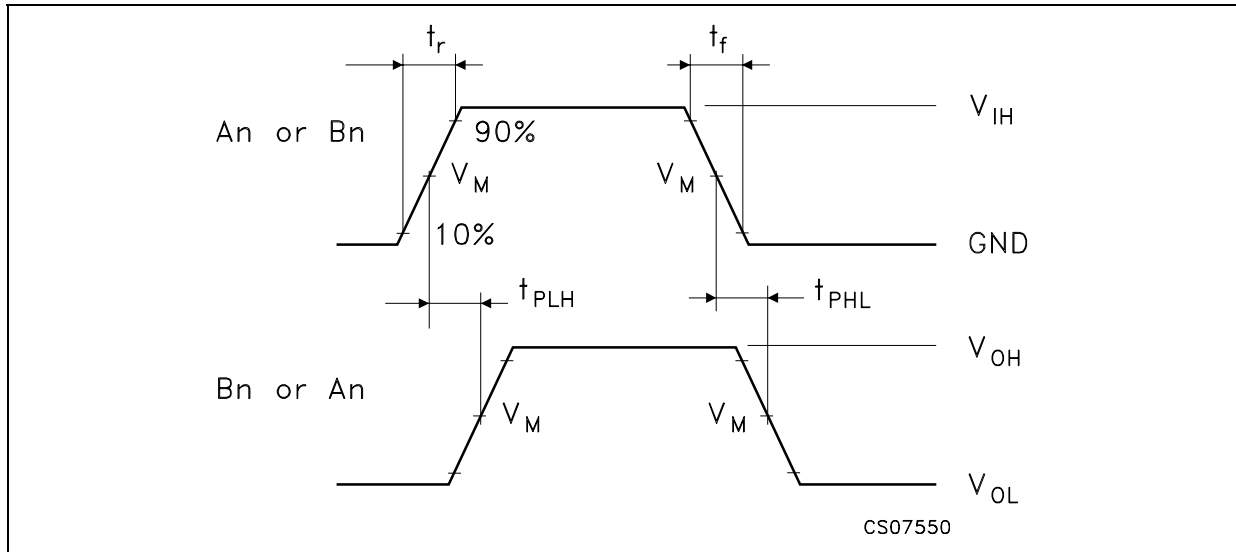 tr
tf
VIH
An or Bn
90%
VM
VM
10%
GND
tPLH
tPHL
VOH
Bn or An
VM
VM
VOL
CS07550